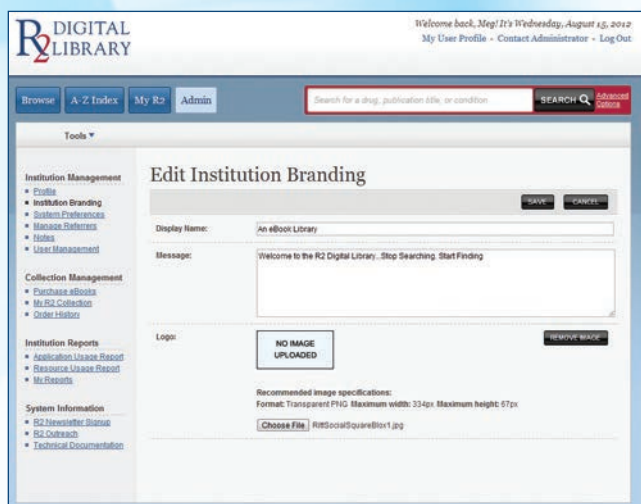 R2 DIGITAL LIBRARY
Welcome back, Meg! It's Wednesday, August 15, 2012
My User Profile - Contact Administrator - Log Out
Browse A-Z Index My R2 Admin
Search for a drug, publication title, or condition SEARCH Advanced Options
Tools
Institution Management
Profile
Institution Branding
System Preferences
Manage Referrers
Notes
User Management
Collection Management
Purchase eBooks
My R2 Collection
Order History
Institution Reports
Application Usage Report
Resource Usage Report
My Reports
System Information
R2 Newsletter Signup
R2 Outreach
Technical Documentation
Edit Institution Branding
SAVE CANCEL
Display Name: An eBook Library
Message: Welcome to the R2 Digital Library...Stop Searching. Start Finding
Logo: NO IMAGE UPLOADED REMOVE IMAGE
Recommended image specifications:
Format: Transparent PNG Maximum width: 334px Maximum height: 67px
Choose File RittSocialSquareBlox1.jpg